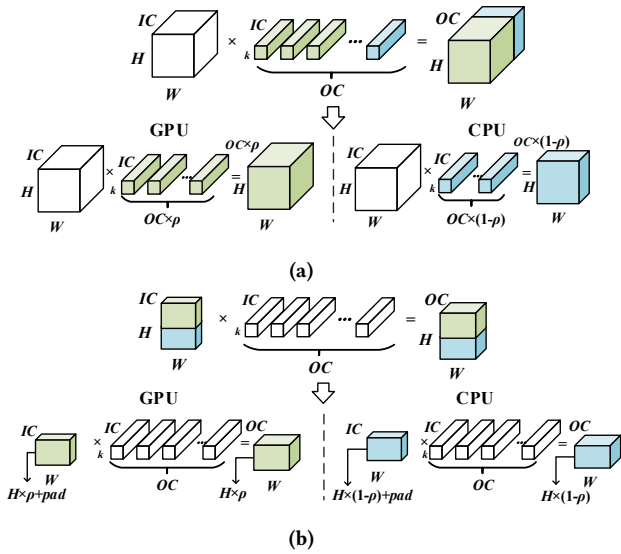 IC × IC ... = OC
H k H
W OC W
GPU CPU
IC × IC ... = OC×ρ IC × IC ... = OC×(1-ρ)
H k H H k H
W OC×ρ W W OC×(1-ρ) W
(a)
IC × IC ... = OC
H k H
W OC W
GPU CPU
IC × IC ... = OC IC × IC ... = OC
k k
W OC W W OC W
H×ρ+pad H×ρ H×(1-ρ)+pad H×(1-ρ)
(b)